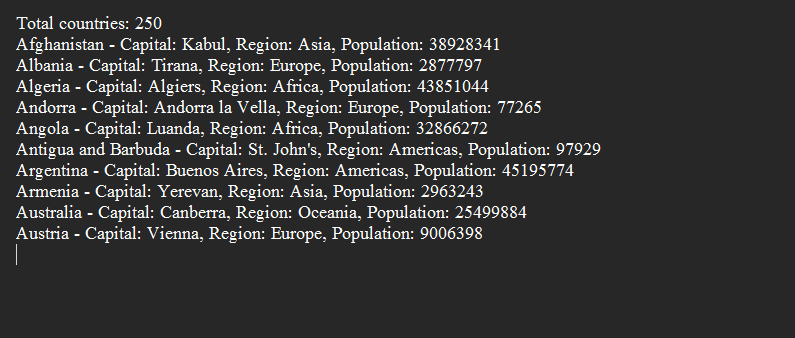 Total countries: 250
Afghanistan - Capital: Kabul, Region: Asia, Population: 38928341
Albania - Capital: Tirana, Region: Europe, Population: 2877797
Algeria - Capital: Algiers, Region: Africa, Population: 43851044
Andorra - Capital: Andorra la Vella, Region: Europe, Population: 77265
Angola - Capital: Luanda, Region: Africa, Population: 32866272
Antigua and Barbuda - Capital: St. John's, Region: Americas, Population: 97929
Argentina - Capital: Buenos Aires, Region: Americas, Population: 45195774
Armenia - Capital: Yerevan, Region: Asia, Population: 2963243
Australia - Capital: Canberra, Region: Oceania, Population: 25499884
Austria - Capital: Vienna, Region: Europe, Population: 9006398